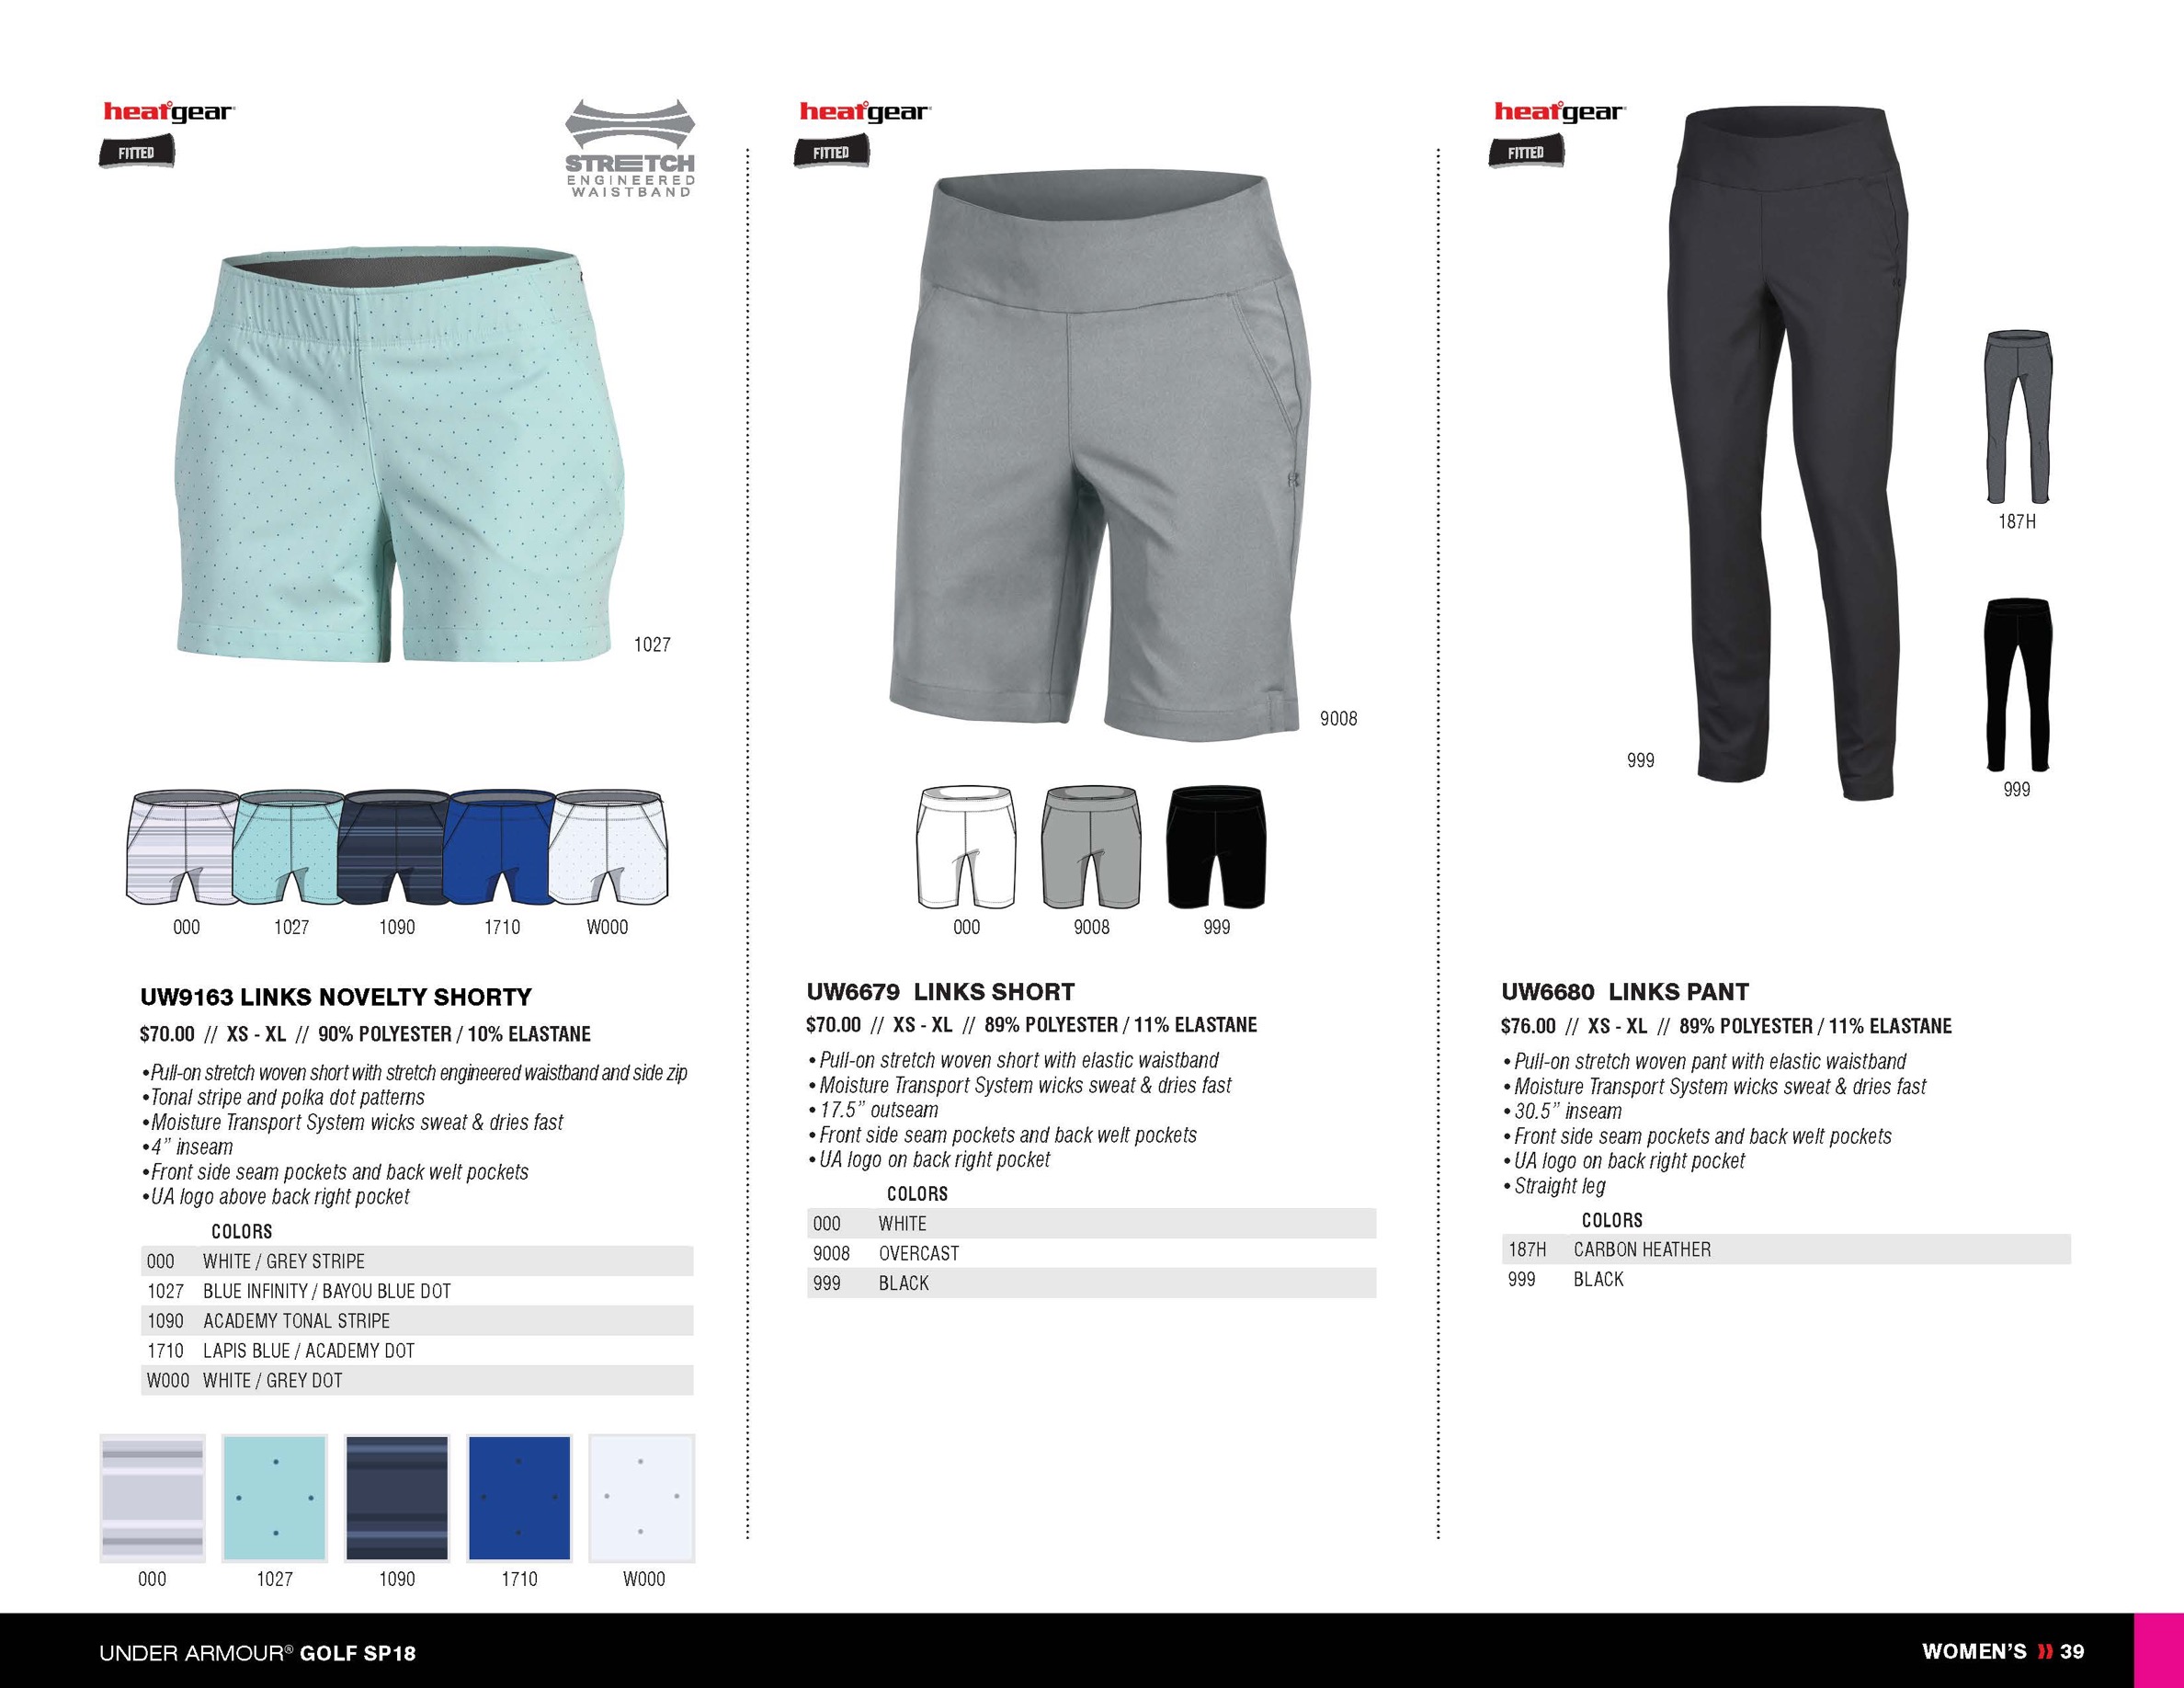 heatgear®
FITTED
STRETCH
ENGINEERED
WAISTBAND
1027
000 1027 1090 1710 W000
UW9163 LINKS NOVELTY SHORTY
$70.00 // XS - XL // 90% POLYESTER / 10% ELASTANE
•Pull-on stretch woven short with stretch engineered waistband and side zip
•Tonal stripe and polka dot patterns
•Moisture Transport System wicks sweat & dries fast
•4” inseam
•Front side seam pockets and back welt pockets
•UA logo above back right pocket
COLORS
000 WHITE / GREY STRIPE
1027 BLUE INFINITY / BAYOU BLUE DOT
1090 ACADEMY TONAL STRIPE
1710 LAPIS BLUE / ACADEMY DOT
W000 WHITE / GREY DOT
000 1027 1090 1710 W000
heatgear®
FITTED
9008
000 9008 999
UW6679 LINKS SHORT
$70.00 // XS - XL // 89% POLYESTER / 11% ELASTANE
• Pull-on stretch woven short with elastic waistband
• Moisture Transport System wicks sweat & dries fast
• 17.5” outseam
• Front side seam pockets and back welt pockets
• UA logo on back right pocket
COLORS
000 WHITE
9008 OVERCAST
999 BLACK
heatgear®
FITTED
187H
999
999
UW6680 LINKS PANT
$76.00 // XS - XL // 89% POLYESTER / 11% ELASTANE
• Pull-on stretch woven pant with elastic waistband
• Moisture Transport System wicks sweat & dries fast
• 30.5” inseam
• Front side seam pockets and back welt pockets
• UA logo on back right pocket
• Straight leg
COLORS
187H CARBON HEATHER
999 BLACK
UNDER ARMOUR® GOLF SP18
WOMEN’S 39